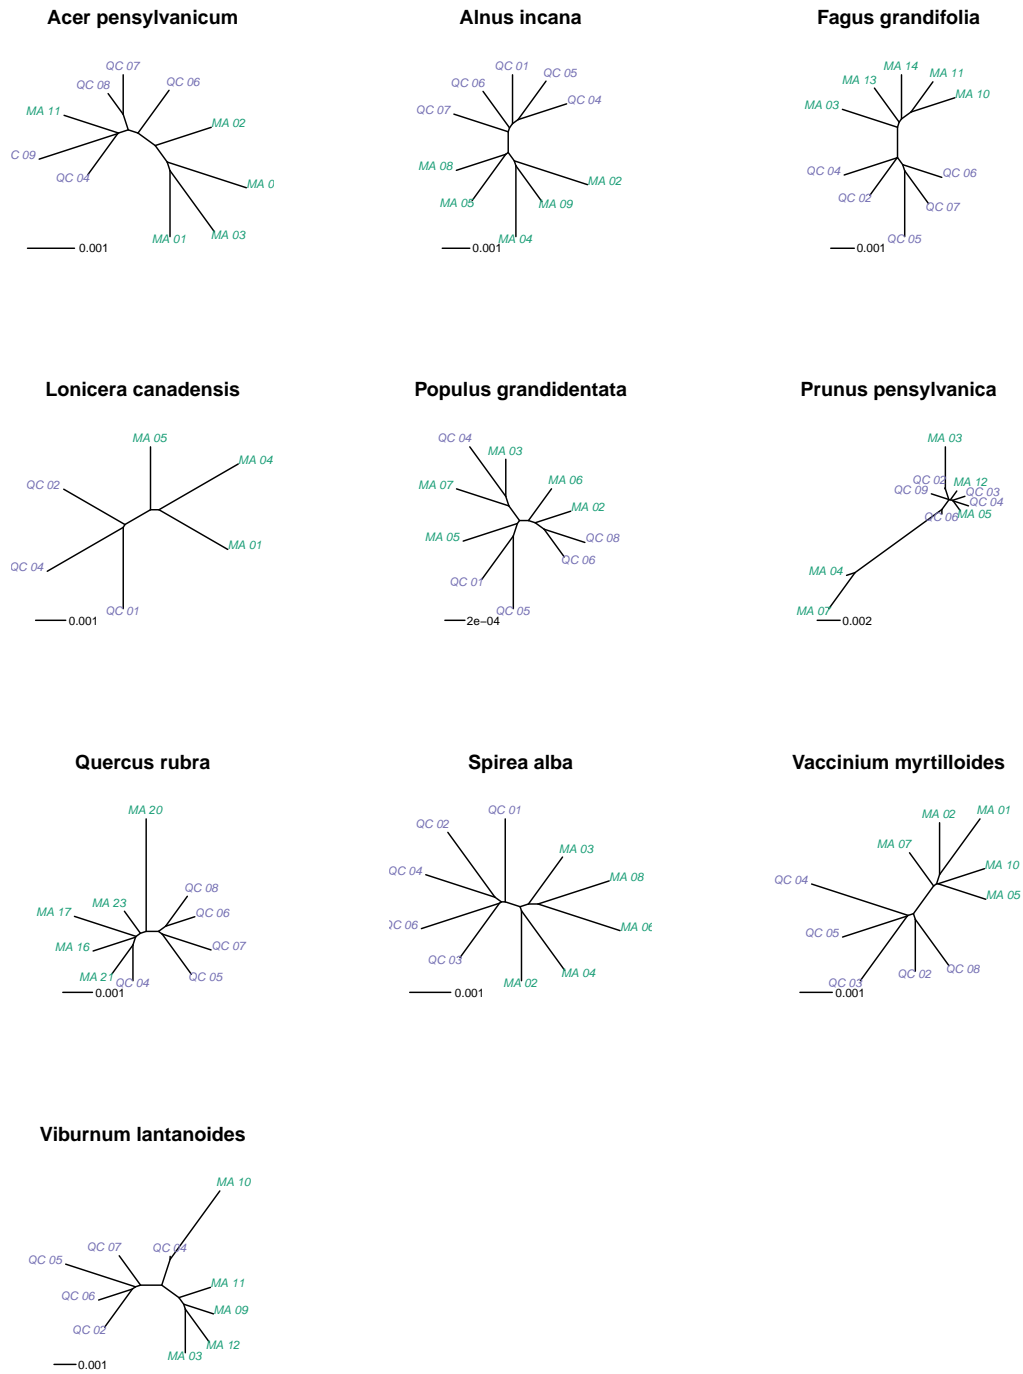 Acer pensylvanicum
QC 07
QC 08
QC 06
MA 11
MA 02
C 09
QC 04
MA 0
MA 01
MA 03
0.001
Alnus incana
QC 01
QC 05
QC 06
QC 04
QC 07
MA 08
MA 02
MA 05
MA 09
MA 04
0.001
Fagus grandifolia
MA 14
MA 13
MA 11
MA 10
MA 03
QC 04
QC 06
QC 02
QC 07
QC 05
0.001
Lonicera canadensis
MA 05
MA 04
QC 02
MA 01
QC 04
QC 01
0.001
Populus grandidentata
QC 04
MA 03
MA 06
MA 07
MA 02
MA 05
QC 08
QC 06
QC 01
QC 05
2e−04
Prunus pensylvanica
MA 03
QC 02
MA 12
QC 09
QC 03
QC 04
QC 06
MA 05
MA 04
MA 07
0.002
Quercus rubra
MA 20
QC 08
MA 23
MA 17
QC 06
MA 16
QC 07
MA 21
QC 04
QC 05
0.001
Spirea alba
QC 01
QC 02
MA 03
QC 04
MA 08
QC 06
MA 06
QC 03
MA 04
MA 02
0.001
Vaccinium myrtilloides
MA 02
MA 01
MA 07
MA 10
QC 04
MA 05
QC 05
QC 08
QC 02
QC 03
0.001
Viburnum lantanoides
MA 10
QC 07
QC 04
QC 05
MA 11
QC 06
MA 09
QC 02
MA 12
MA 03
0.001